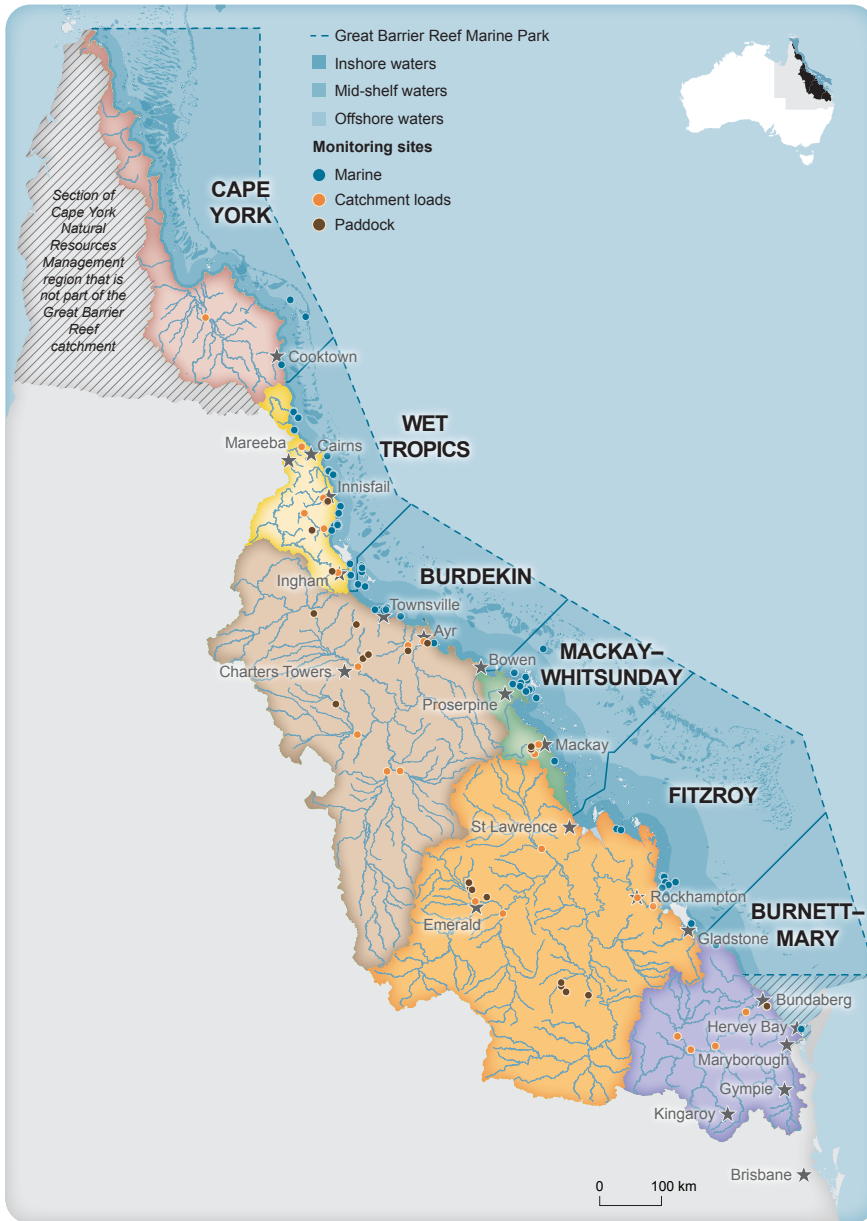 Great Barrier Reef Marine Park
Inshore waters
Mid-shelf waters
Offshore waters
Monitoring sites
Marine
Catchment loads
Paddock
CAPE
YORK
Section of
Cape York
Natural
Resources
Management
region that is
not part of the
Great Barrier
Reef
catchment
Cooktown
WET
TROPICS
Mareeba
Cairns
Innisfail
Ingham
BURDEKIN
Townsville
Ayr
Charters Towers
Bowen
MACKAY–
WHITSUNDAY
Proserpine
Mackay
FITZROY
St Lawrence
Rockhampton
Emerald
BURNETT–
MARY
Gladstone
Bundaberg
Hervey Bay
Maryborough
Gympie
Kingaroy
Brisbane
0 100 km